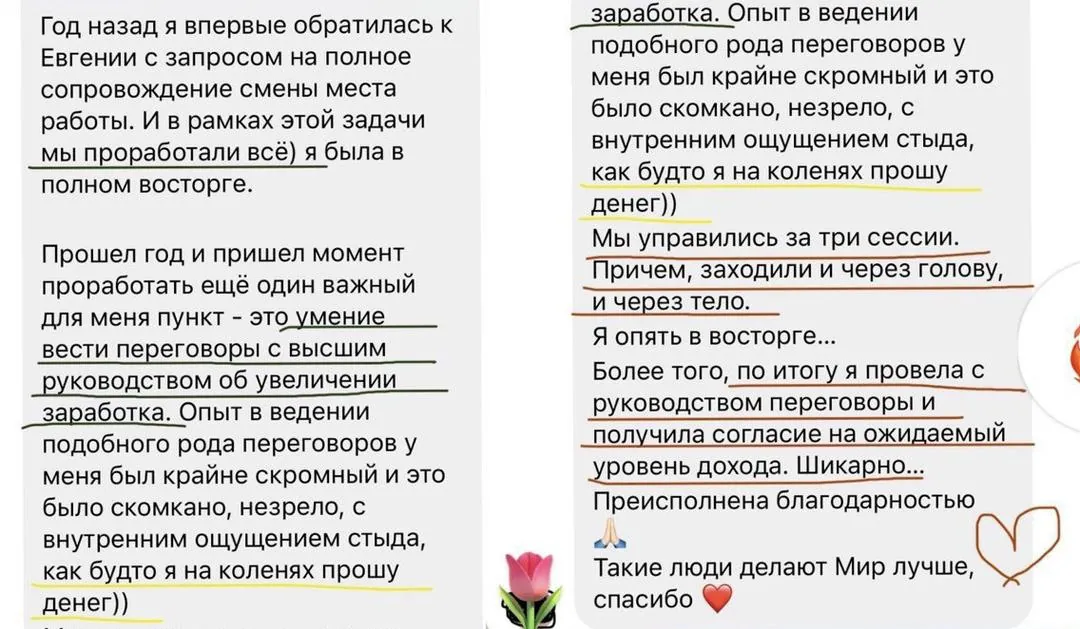 Год назад я впервые обратилась к
Евгении с запросом на полное
сопровождение смены места
работы. И в рамках этой задачи
мы проработали всё) я была в
полном восторге.
Прошел год и пришел момент
проработать ещё один важный
для меня пункт - это умение
вести переговоры с высшим
руководством об увеличении
заработка. Опыт в ведении
подобного рода переговоров у
меня был крайне скромный и это
было скомкано, незрело, с
внутренним ощущением стыда,
как будто я на коленях прошу
денег))
заработка. Опыт в ведении
подобного рода переговоров у
меня был крайне скромный и это
было скомкано, незрело, с
внутренним ощущением стыда,
как будто я на коленях прошу
денег))
Мы управились за три сессии.
Причем, заходили и через голову,
и через тело.
Я опять в восторге...
Более того, по итогу я провела с
руководством переговоры и
получила согласие на ожидаемый
уровень дохода. Шикарно...
Преисполнена благодарностью
🙏🏻
Такие люди делают Мир лучше,
спасибо ❤️